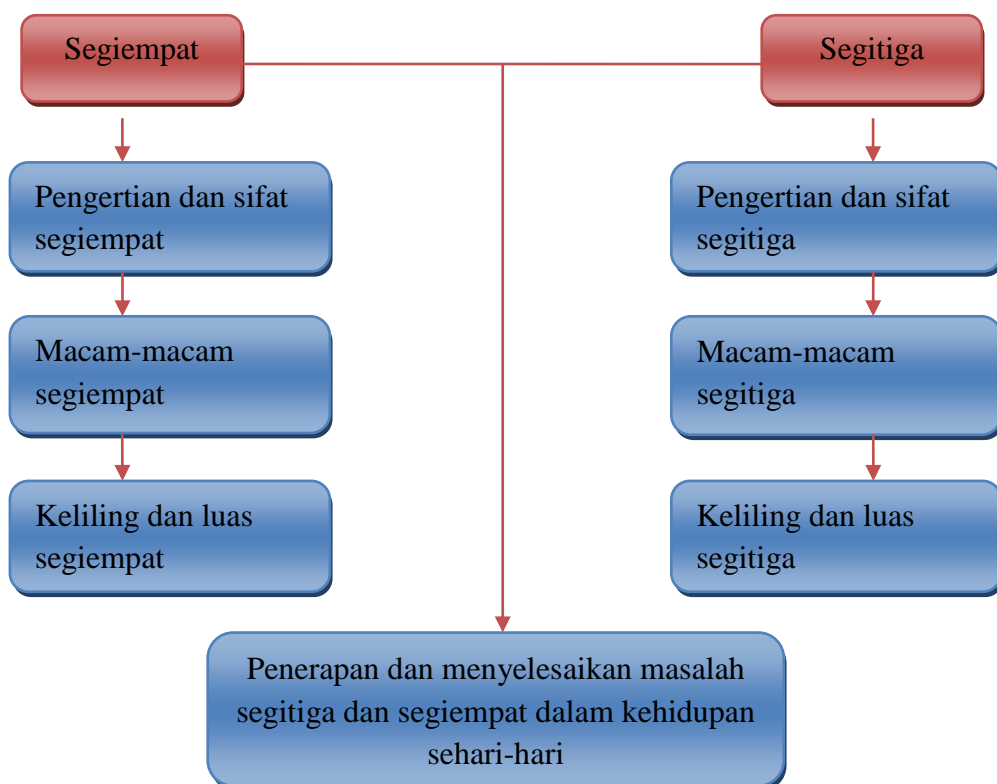 Segiempat
Segitiga
Pengertian dan sifat
segiempat
Pengertian dan sifat
segitiga
Macam-macam
segiempat
Macam-macam
segitiga
Keliling dan luas
segiempat
Keliling dan luas
segitiga
Penerapan dan menyelesaikan masalah
segitiga dan segiempat dalam kehidupan
sehari-hari